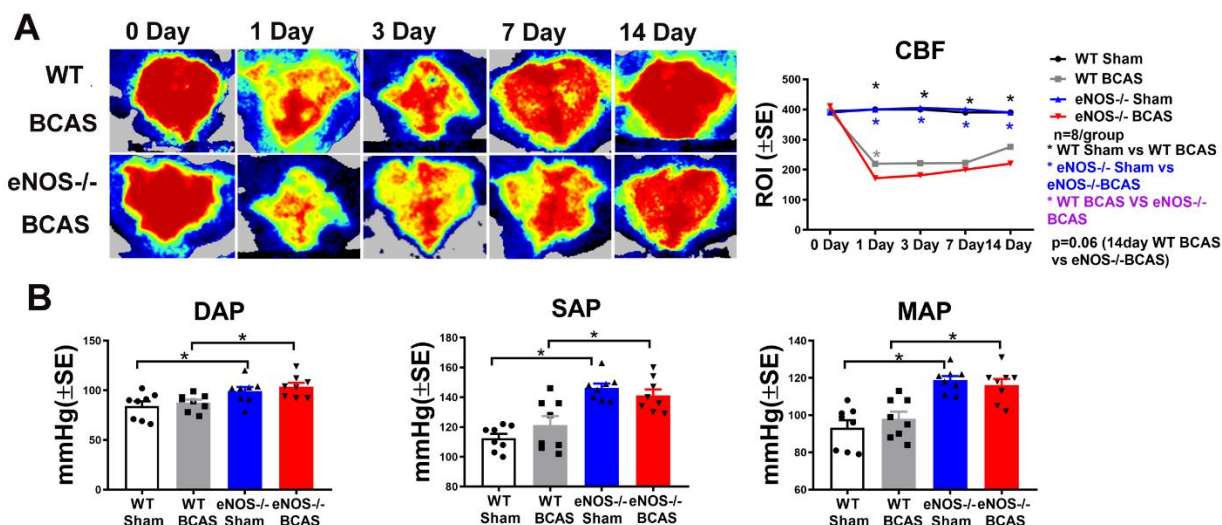 A
0 Day 1 Day 3 Day 7 Day 14 Day
WT
BCAS
eNOS-/-
BCAS
CBF
ROI (±SE)
500
400
300
200
100
0
* * * *
* * * *
*
0 Day 1 Day 3 Day 7 Day 14 Day
WT Sham
WT BCAS
eNOS-/- Sham
eNOS-/- BCAS
n=8/group
* WT Sham vs WT BCAS
* eNOS-/- Sham vs
eNOS-/-BCAS
* WT BCAS VS eNOS-/-
BCAS
p=0.06 (14day WT BCAS
vs eNOS-/-BCAS)
B
DAP
mmHg(±SE)
150
100
50
0
*
*
WT
Sham
WT
BCAS
eNOS-/-
Sham
eNOS-/-
BCAS
SAP
mmHg(±SE)
180
160
140
120
100
80
*
*
WT
Sham
WT
BCAS
eNOS-/-
Sham
eNOS-/-
BCAS
MAP
mmHg(±SE)
140
120
100
80
60
*
*
WT
Sham
WT
BCAS
eNOS-/-
Sham
eNOS-/-
BCAS